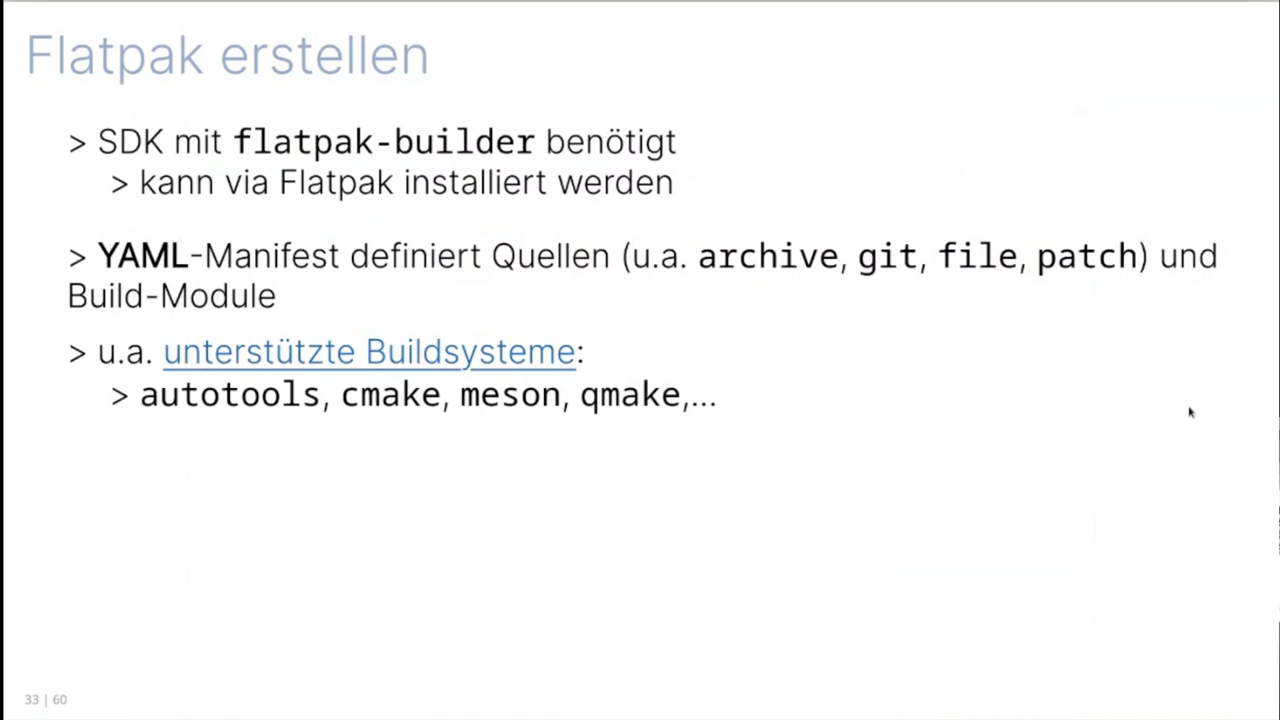 Flatpak erstellen
> SDK mit flatpak-builder benötigt
> kann via Flatpak installiert werden
> YAML-Manifest definiert Quellen (u.a. archive, git, file, patch) und
Build-Module
> u.a. unterstützte Buildsysteme:
> autotools, cmake, meson, qmake,...
33 | 60